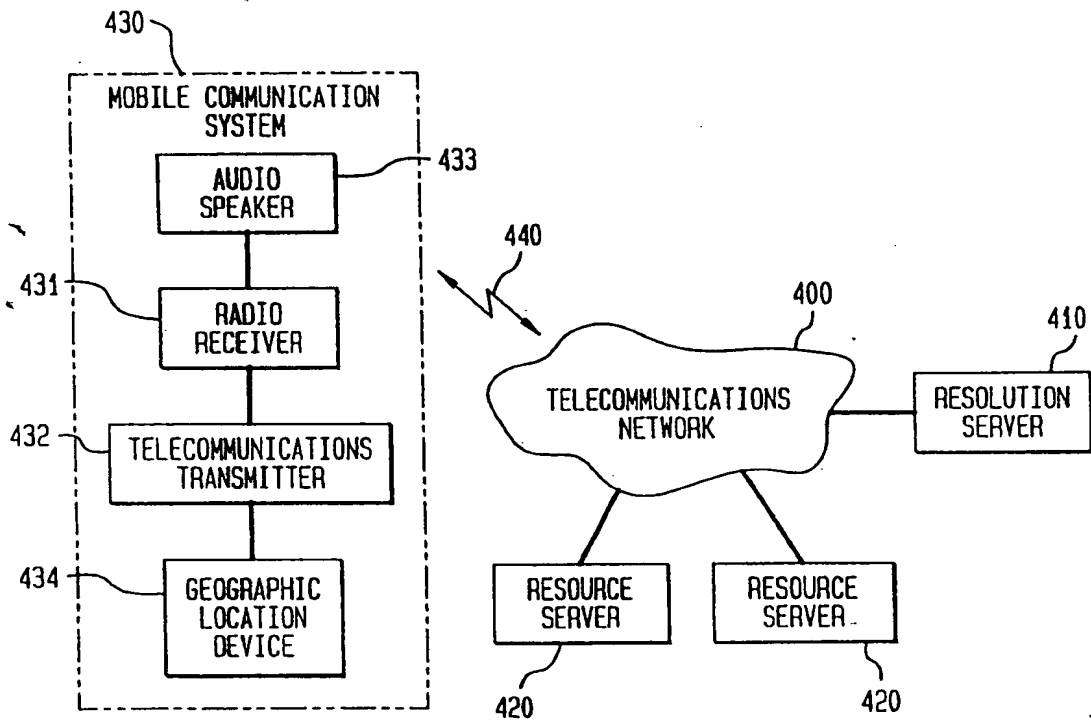 430
MOBILE COMMUNICATION
SYSTEM
433
AUDIO
SPEAKER
431
RADIO
RECEIVER
432
TELECOMMUNICATIONS
TRANSMITTER
434
GEOGRAPHIC
LOCATION
DEVICE
440
400
TELECOMMUNICATIONS
NETWORK
410
RESOLUTION
SERVER
RESOURCE
SERVER
420
RESOURCE
SERVER
420